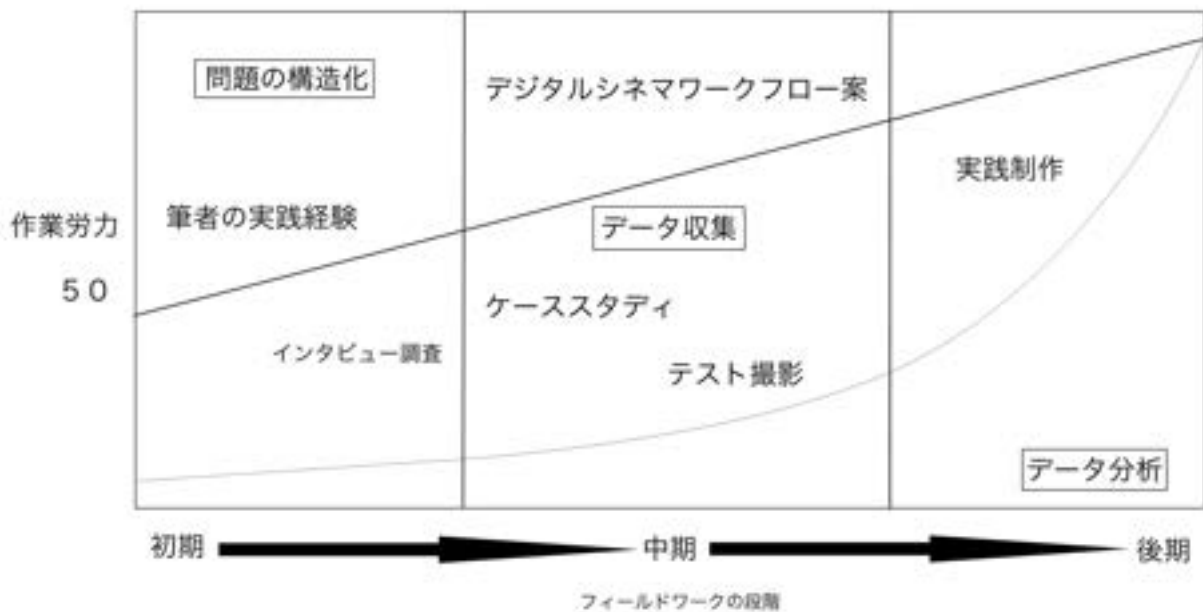 問題の構造化
デジタルシネマワークフロー案
実践制作
筆者の実践経験
作業労力
データ収集
50
ケーススタディ
インタビュー調査
テスト撮影
データ分析
初期
中期
後期
フィールドワークの段階